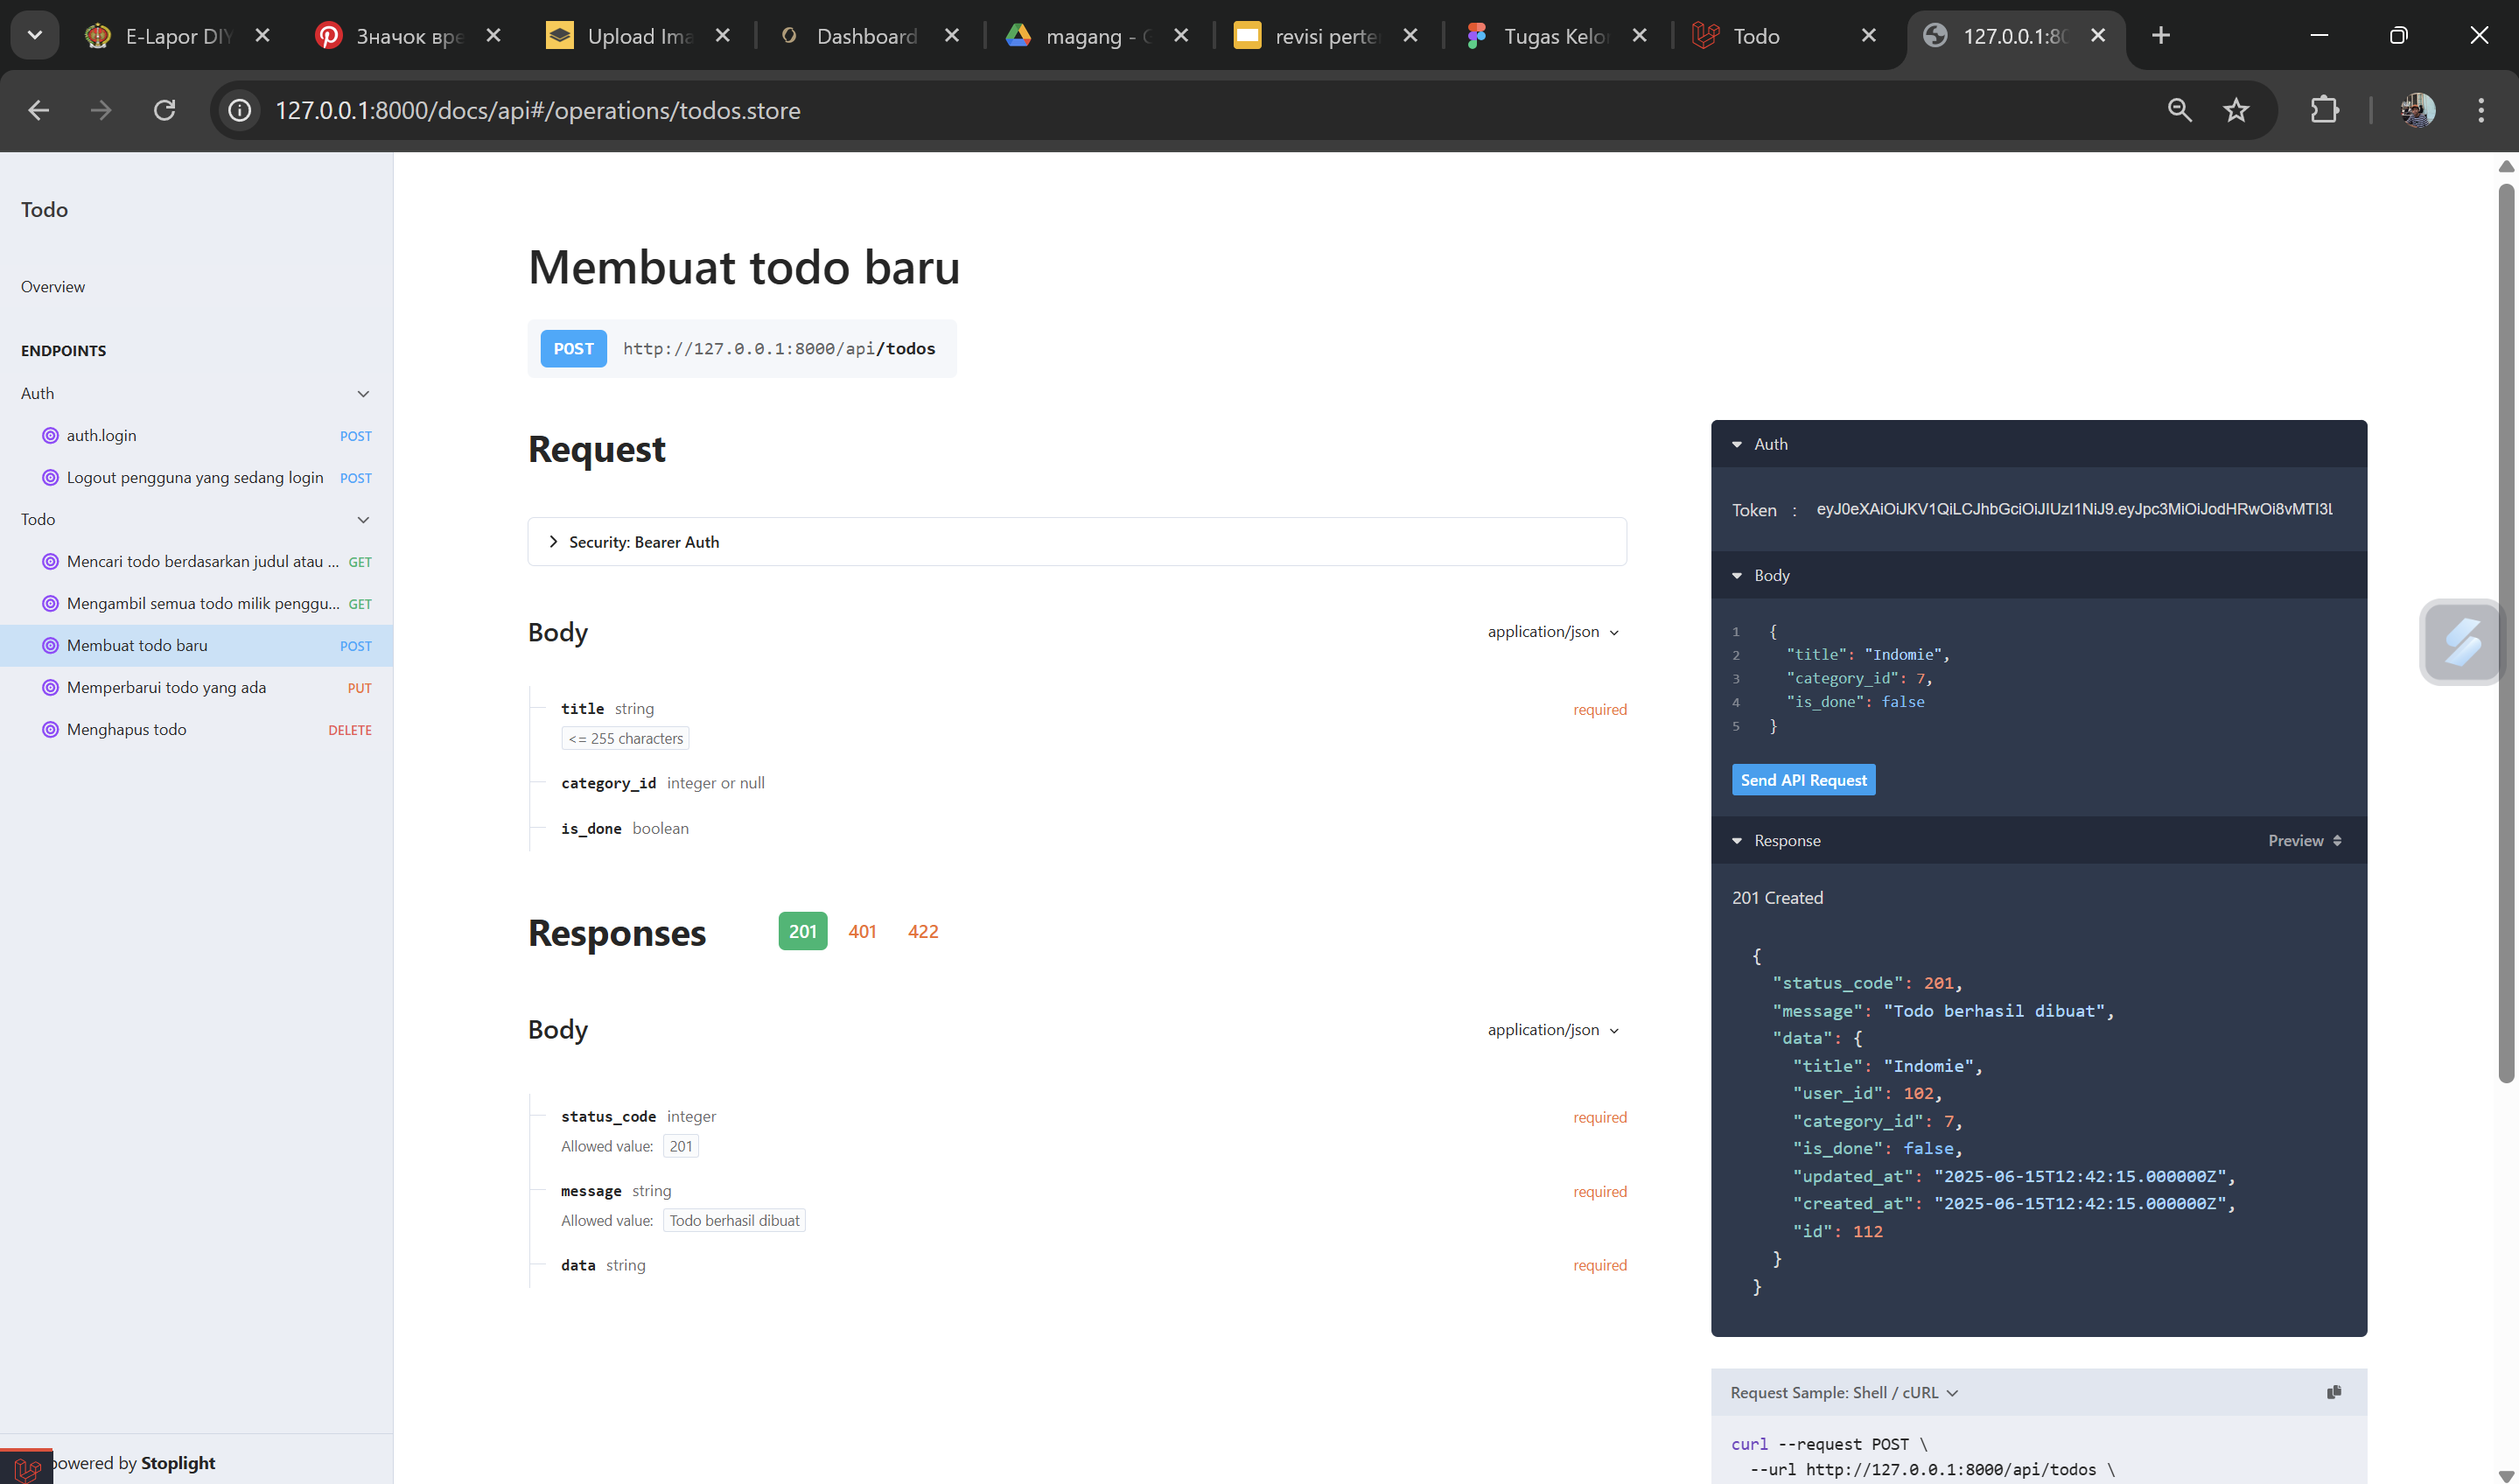 E-Lapor DIY
Значок вре
Upload Ima
Dashboard
magang - G
revisi perte
Tugas Kelo
Todo
127.0.0.1:80
127.0.0.1:8000/docs/api#/operations/todos.store
Todo
Overview
ENDPOINTS
Auth
auth.login POST
Logout pengguna yang sedang login POST
Todo
Mencari todo berdasarkan judul atau ... GET
Mengambil semua todo milik penggu... GET
Membuat todo baru POST
Memperbarui todo yang ada PUT
Menghapus todo DELETE
powered by Stoplight
Membuat todo baru
POST http://127.0.0.1:8000/api/todos
Request
Security: Bearer Auth
Body application/json
title string required
<= 255 characters
category_id integer or null
is_done boolean
Responses 201 401 422
Body application/json
status_code integer required
Allowed value: 201
message string required
Allowed value: Todo berhasil dibuat
data string required
Auth
Token : eyJ0eXAiOiJKV1QiLCJhbGciOiJIUzI1NiJ9.eyJpc3MiOiJodHRwOi8vMTI3L
Body
1 {
2 "title": "Indomie",
3 "category_id": 7,
4 "is_done": false
5 }
Send API Request
Response Preview
201 Created
{
"status_code": 201,
"message": "Todo berhasil dibuat",
"data": {
"title": "Indomie",
"user_id": 102,
"category_id": 7,
"is_done": false,
"updated_at": "2025-06-15T12:42:15.000000Z",
"created_at": "2025-06-15T12:42:15.000000Z",
"id": 112
}
}
Request Sample: Shell / cURL
curl --request POST \
--url http://127.0.0.1:8000/api/todos \